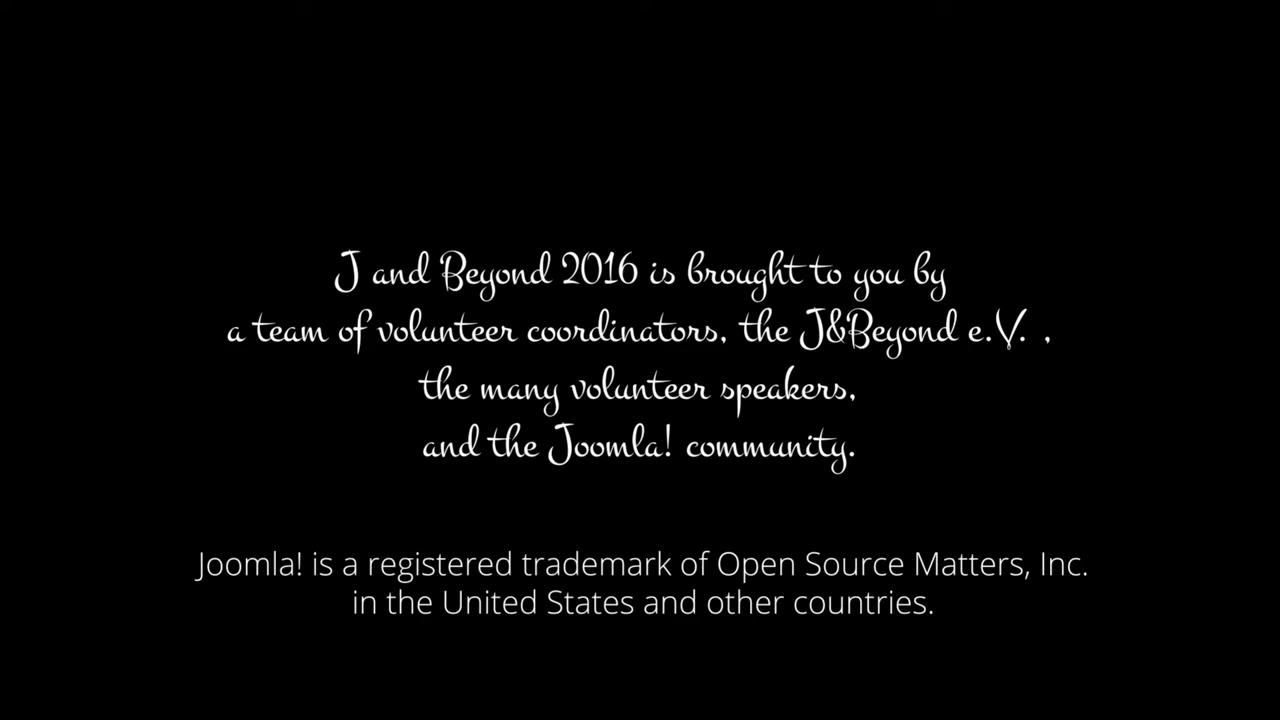 J and Beyond 2016 is brought to you by
a team of volunteer coordinators, the J&Beyond e.V. ,
the many volunteer speakers,
and the Joomla! community.
Joomla! is a registered trademark of Open Source Matters, Inc.
in the United States and other countries.